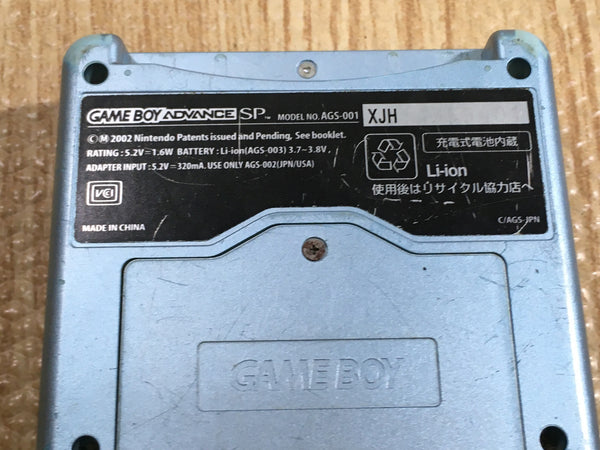 GAME BOY ADVANCE SP™ MODEL NO. AGS-001 XJH
© Ⓜ 2002 Nintendo Patents issued and Pending, See booklet.
RATING : 5.2V⎓1.6W BATTERY : Li-ion(AGS-003) 3.7~3.8V,
ADAPTER INPUT : 5.2V⎓320mA. USE ONLY AGS-002(JPN/USA)
充電式電池内蔵
Li-ion
使用後はリサイクル協力店へ
VCI
MADE IN CHINA
C/AGS-JPN
GAME BOY